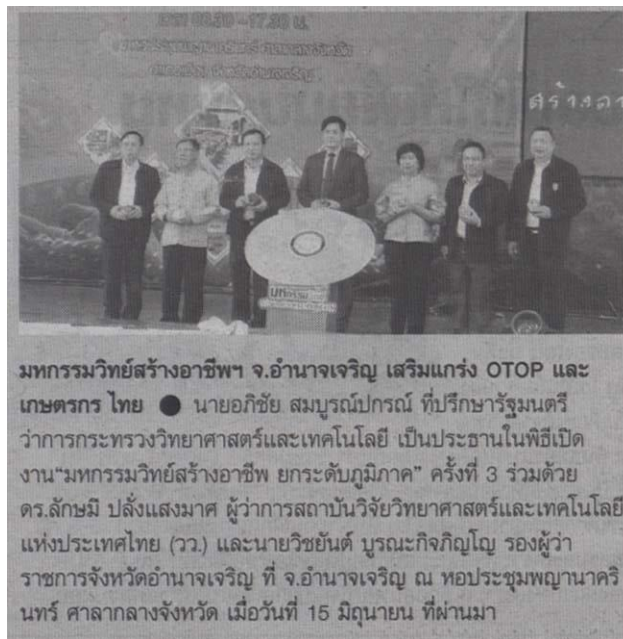 08.30 -17.30 น.
สร้างอา
มหกรรม
มหกรรมวิทย์สร้างอาชีพฯ จ.อำนาจเจริญ เสริมแกร่ง OTOP และ
เกษตรกร ไทย ● นายอภิชัย สมบูรณ์ปกรณ์ ที่ปรึกษารัฐมนตรี
ว่าการกระทรวงวิทยาศาสตร์และเทคโนโลยี เป็นประธานในพิธีเปิด
งาน“มหกรรมวิทย์สร้างอาชีพ ยกระดับภูมิภาค” ครั้งที่ 3 ร่วมด้วย
ดร.ลักษมี ปลั่งแสงมาศ ผู้ว่าการสถาบันวิจัยวิทยาศาสตร์และเทคโนโลยี
แห่งประเทศไทย (วว.) และนายวิชยันต์ บูรณะกิจภิญโญ รองผู้ว่า
ราชการจังหวัดอำนาจเจริญ ที่ จ.อำนาจเจริญ ณ หอประชุมพญานาคริ
นทร์ ศาลากลางจังหวัด เมื่อวันที่ 15 มิถุนายน ที่ผ่านมา